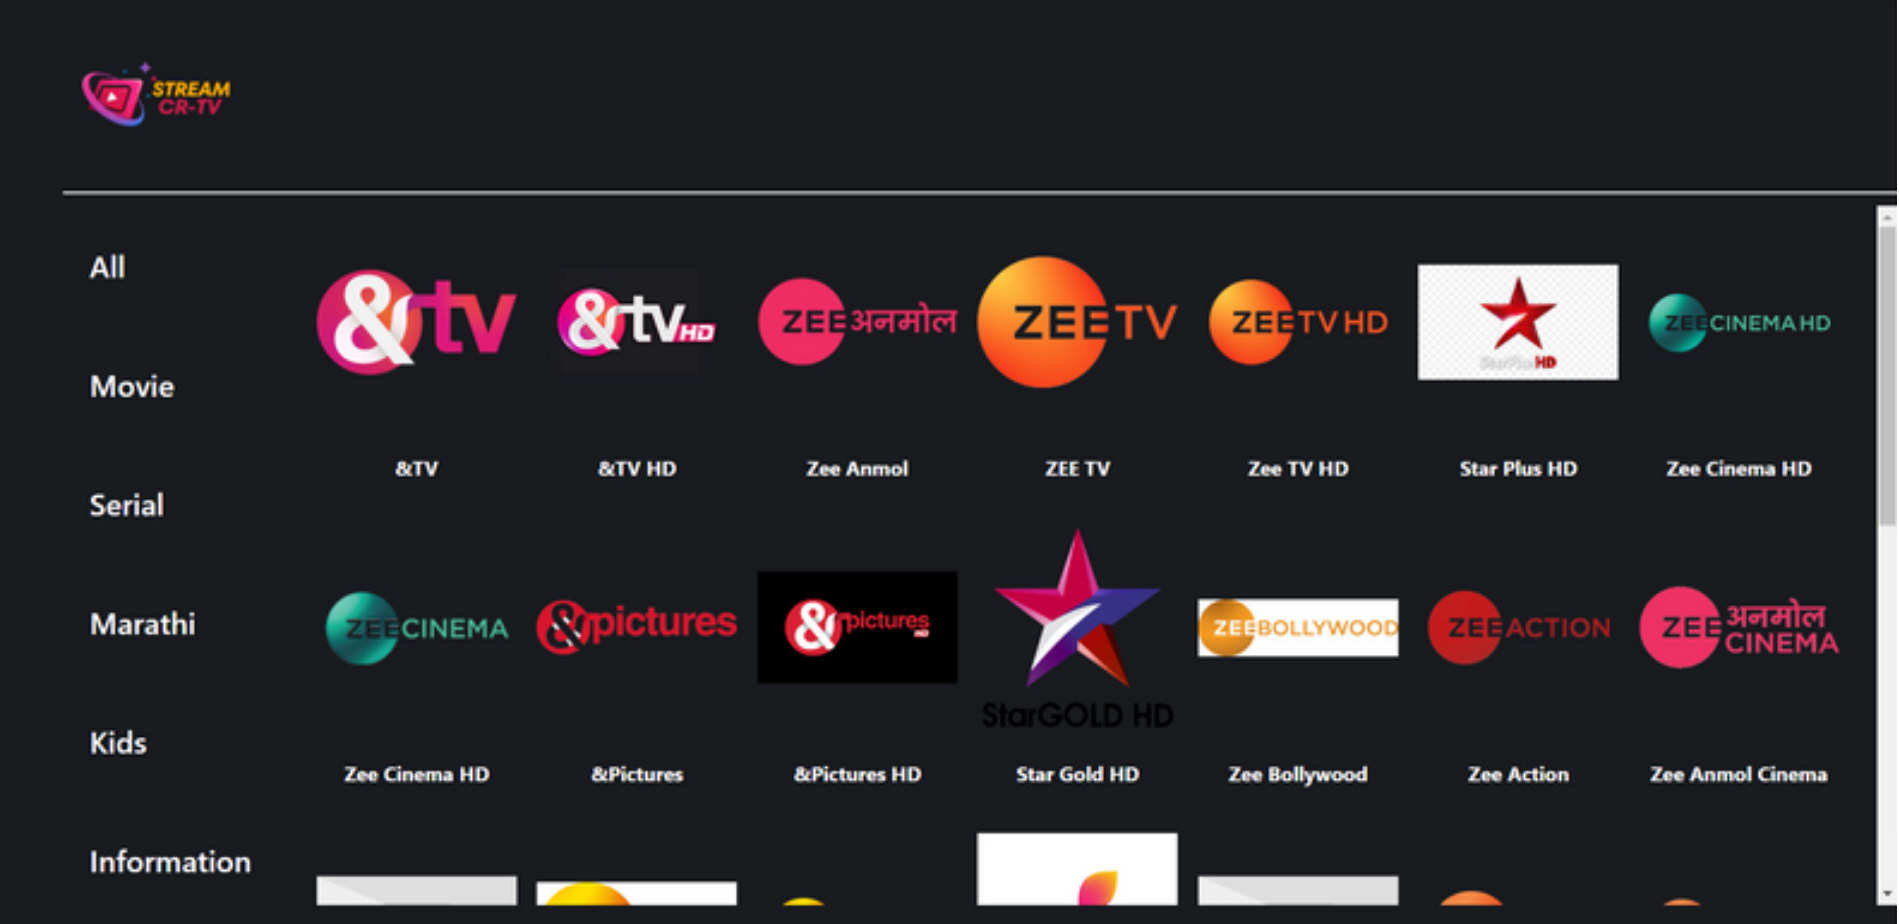 STREAM
CR-TV
All
Movie
Serial
Marathi
Kids
Information
&tv
&tv HD
ZEE अनमोल
ZEE TV
ZEE TV HD
StarPlus HD
ZEE CINEMA HD
&TV
&TV HD
Zee Anmol
ZEE TV
Zee TV HD
Star Plus HD
Zee Cinema HD
ZEE CINEMA
&pictures
&pictures HD
StarGOLD HD
ZEE BOLLYWOOD
ZEE ACTION
ZEE अनमोल
CINEMA
Zee Cinema HD
&Pictures
&Pictures HD
Star Gold HD
Zee Bollywood
Zee Action
Zee Anmol Cinema